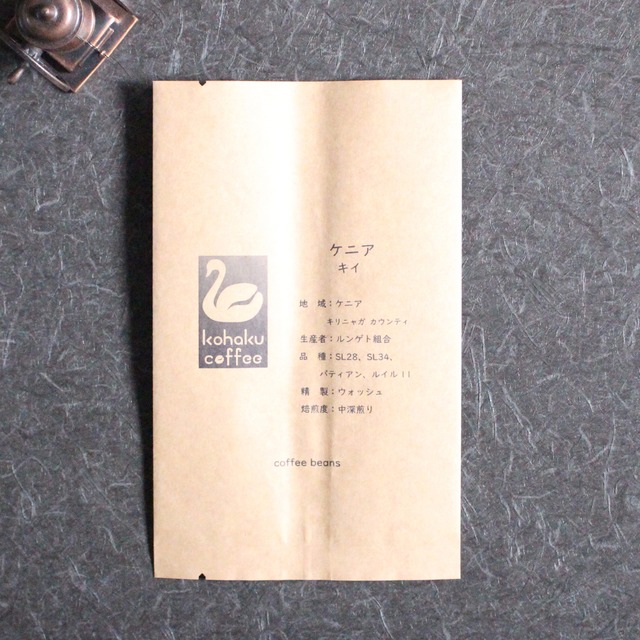 ケニア
キイ
kohaku
coffee
地 域：ケニア
キリニャガ カウンティ
生産者：ルンゲト組合
品 種：SL28、SL34、
バティアン、ルイル11
精 製：ウォッシュ
焙煎度：中深煎り
coffee beans